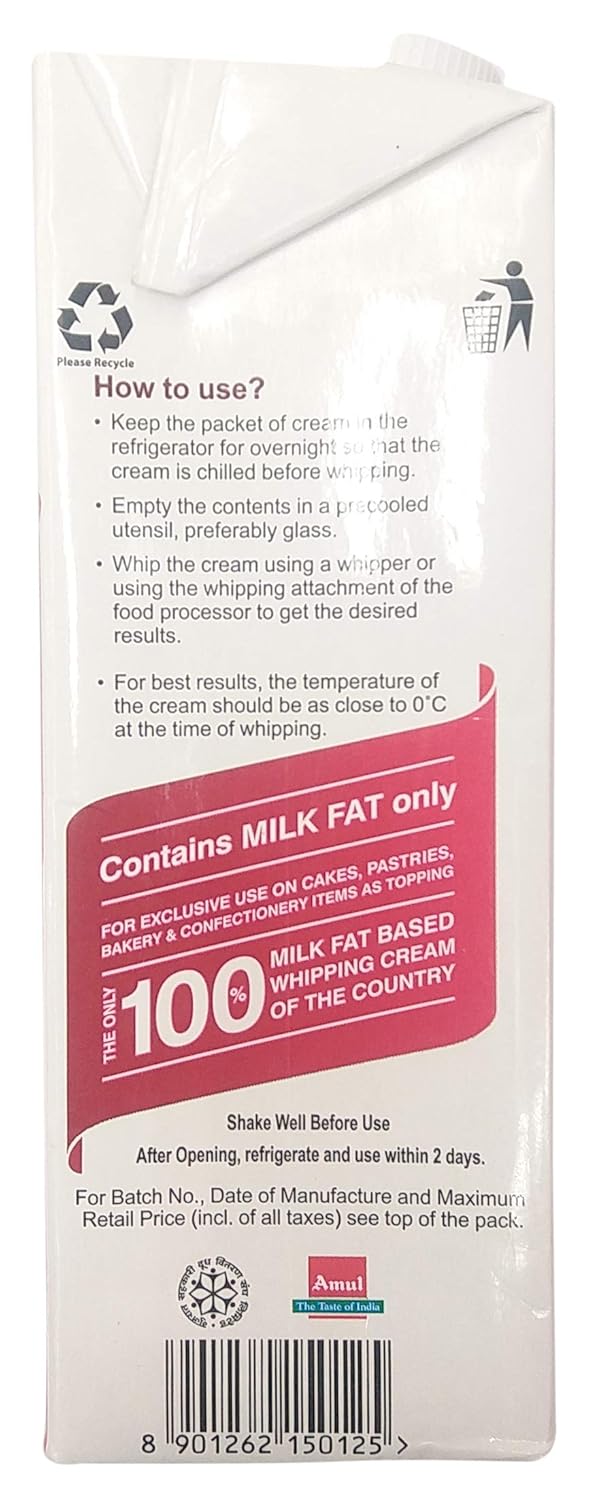 Please Recycle
How to use?
• Keep the packet of cream in the
refrigerator for overnight so that the
cream is chilled before whipping.
• Empty the contents in a precooled
utensil, preferably glass.
• Whip the cream using a whipper or
using the whipping attachment of the
food processor to get the desired
results.
• For best results, the temperature of
the cream should be as close to 0°C
at the time of whipping.
Contains MILK FAT only
FOR EXCLUSIVE USE ON CAKES, PASTRIES,
BAKERY & CONFECTIONERY ITEMS AS TOPPING
THE ONLY
100%
MILK FAT BASED
WHIPPING CREAM
OF THE COUNTRY
Shake Well Before Use
After Opening, refrigerate and use within 2 days.
For Batch No., Date of Manufacture and Maximum
Retail Price (incl. of all taxes) see top of the pack.
सहकारी दूध वितरण संघ
Amul
The Taste of India
8 901262 150125 >